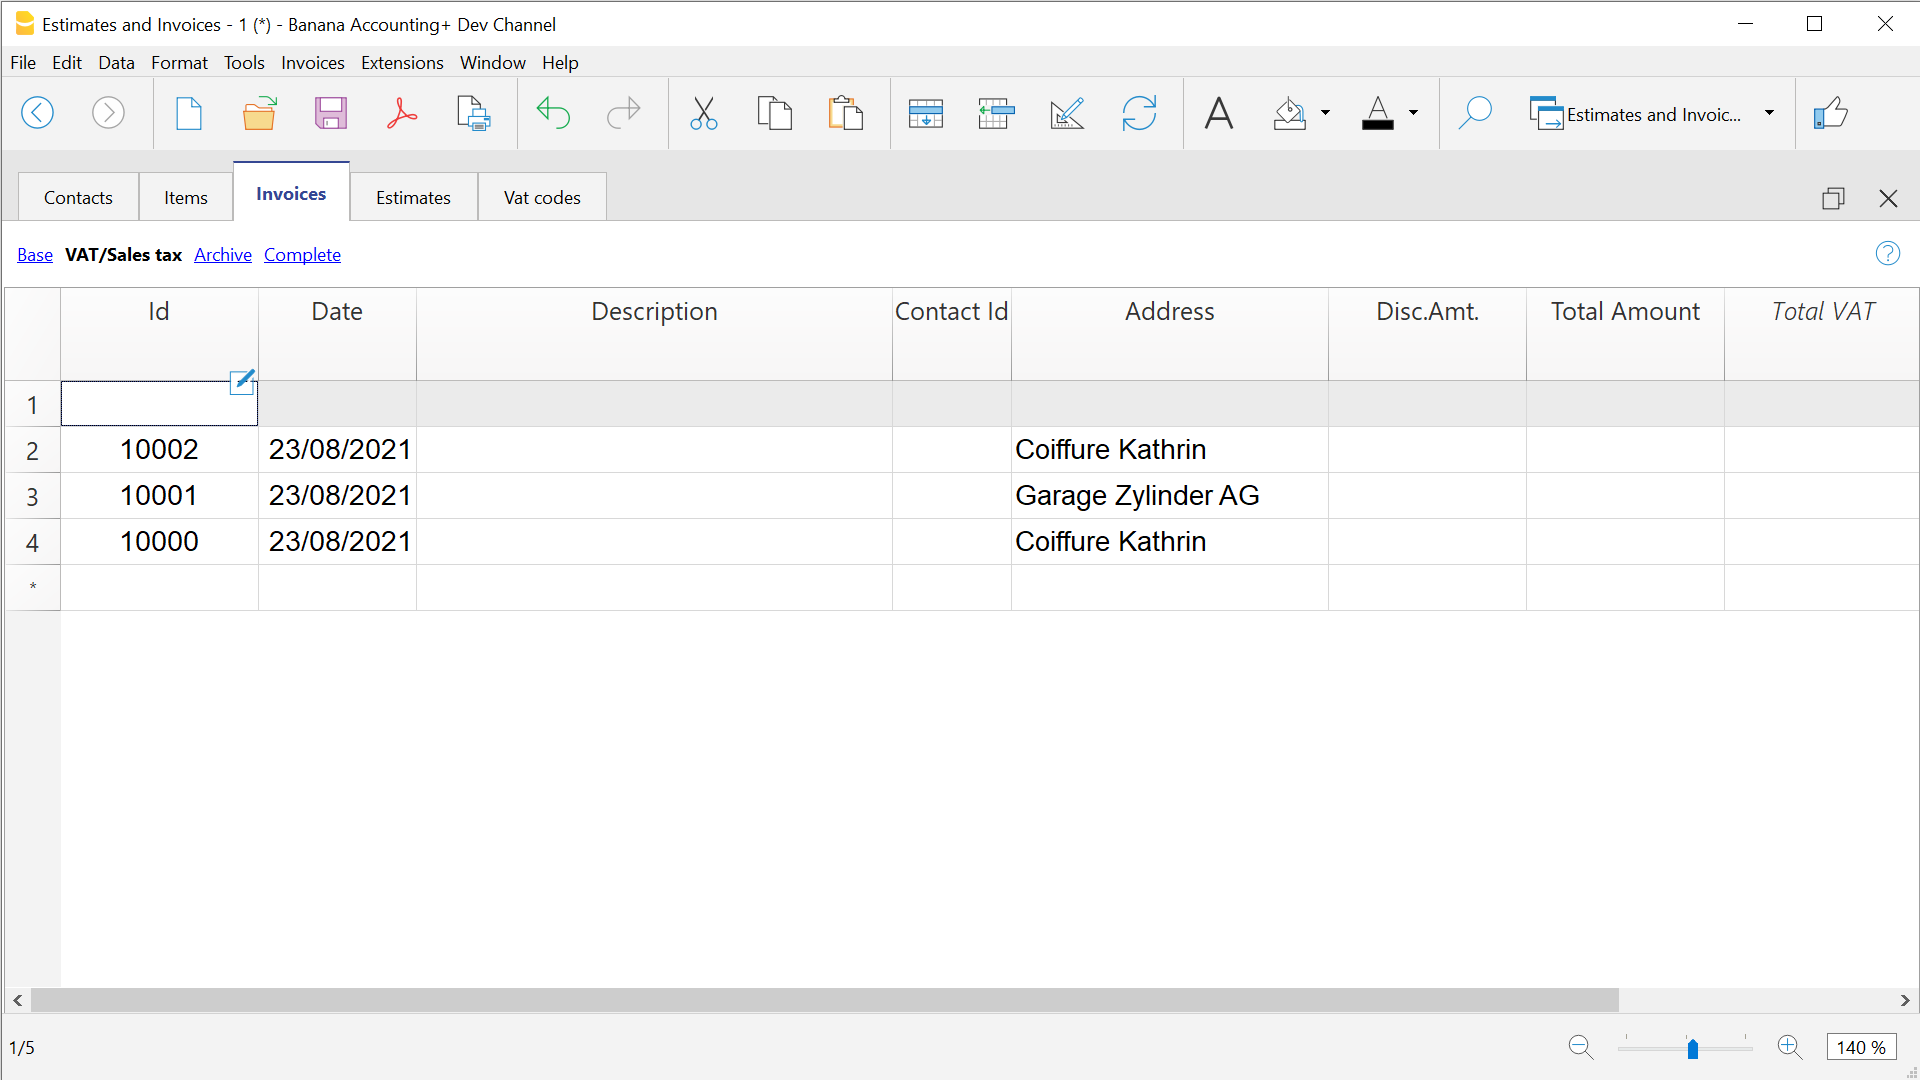 Estimates and Invoices - 1 (*) - Banana Accounting+ Dev Channel
File Edit Data Format Tools Invoices Extensions Window Help
Estimates and Invoic...
Contacts Items Invoices Estimates Vat codes
Base VAT/Sales tax Archive Complete
Id Date Description Contact Id Address Disc.Amt. Total Amount Total VAT
1
2 10002 23/08/2021 Coiffure Kathrin
3 10001 23/08/2021 Garage Zylinder AG
4 10000 23/08/2021 Coiffure Kathrin
*
1/5 140 %